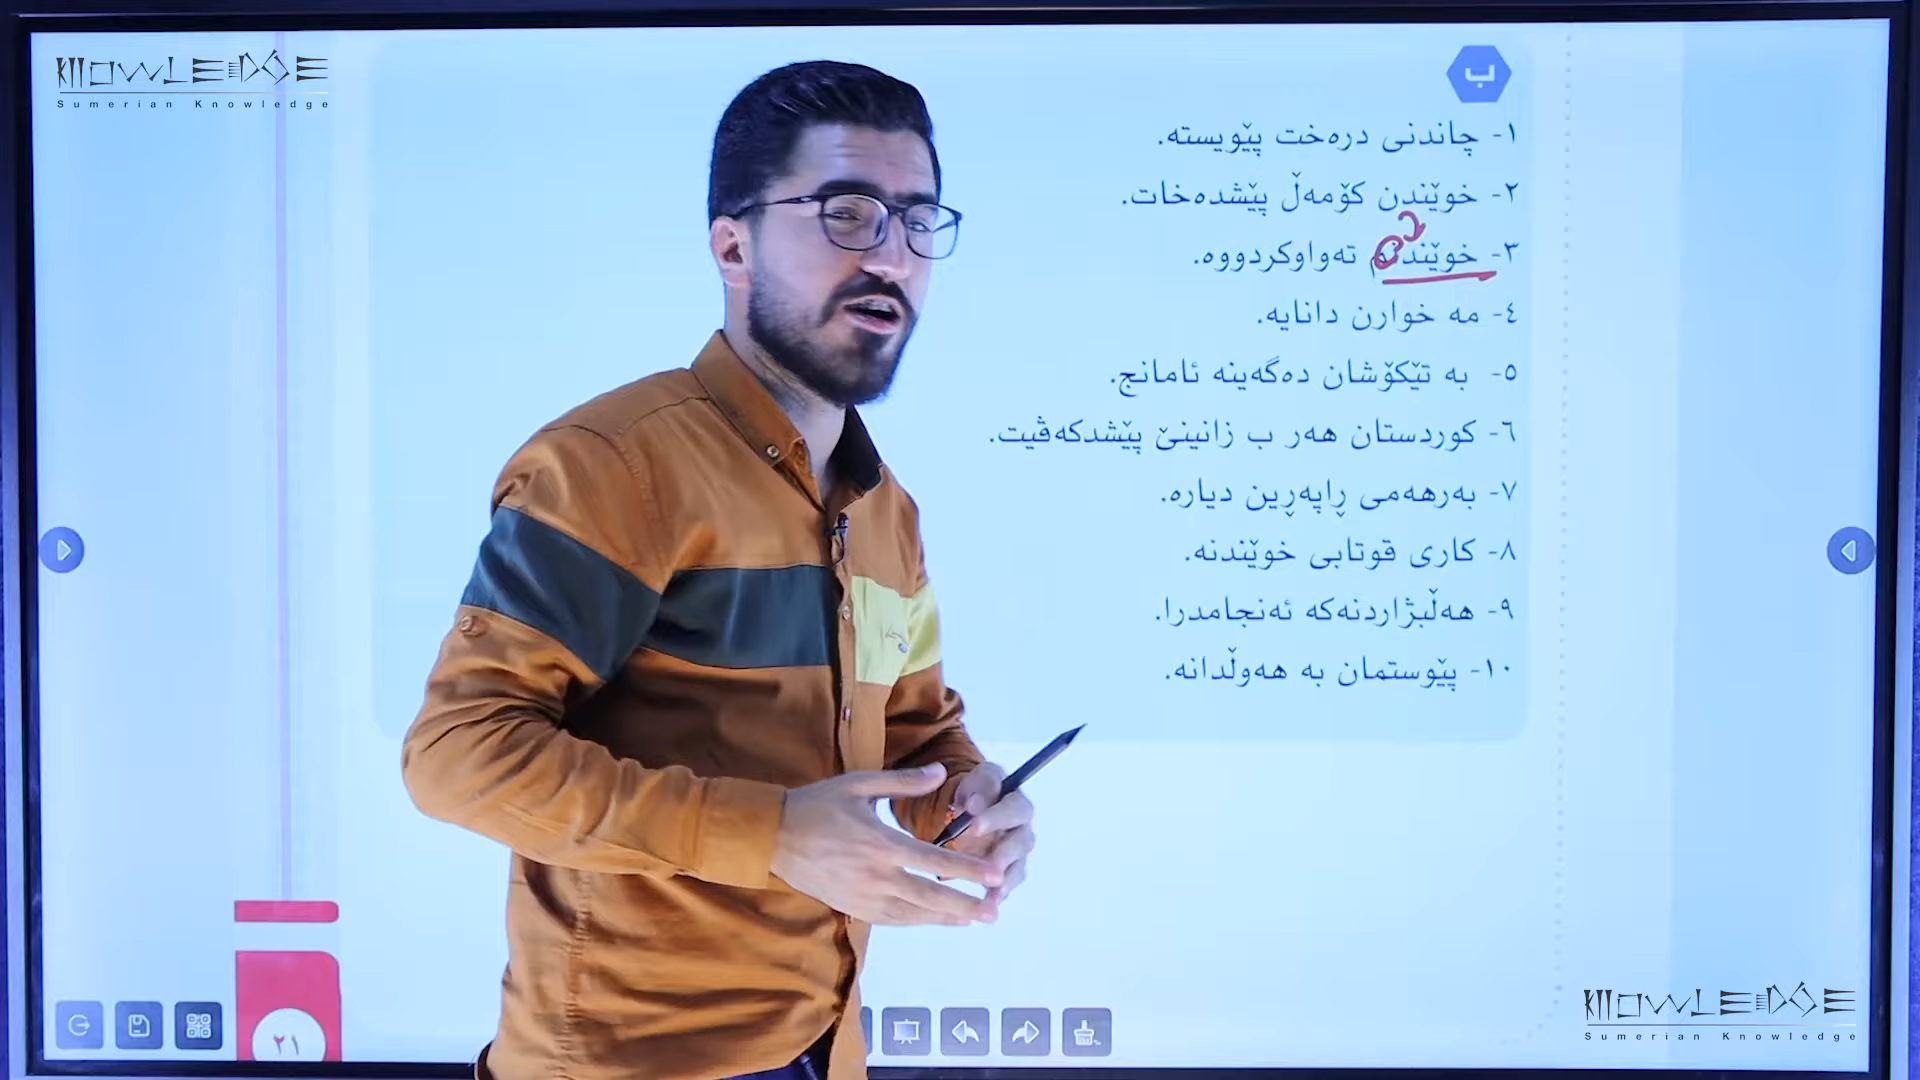 KNOWLEDGE
Sumerian Knowledge
ب
١- چاندنی درەخت پێویستە.
٢- خوێندن کۆمەڵ پێشدەخات.
٣- خوێندنم تەواوکردووە.
٤- مە خوارن دانایە.
٥- بە تێکۆشان دەگەینە ئامانج.
٦- کوردستان هەر ب زانینێ پێشدکەڤیت.
٧- بەرهەمی ڕاپەڕین دیارە.
٨- کاری قوتابی خوێندنە.
٩- هەڵبژاردنەکە ئەنجامدرا.
١٠- پێوستمان بە هەوڵدانە.
٢١
KNOWLEDGE
Sumerian Knowledge